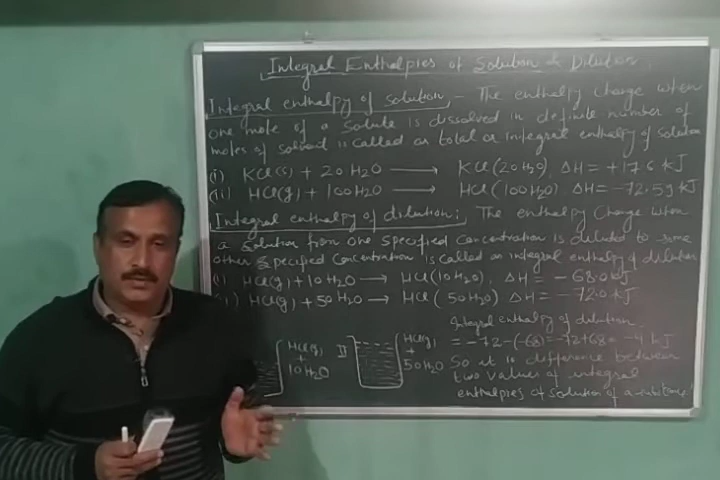 Integral Enthalpies of Solution & Dilution.
Integral enthalpy of solution :- The enthalpy change when
one mole of a solute is dissolved in definite number of
moles of solvent is called as total or integral enthalpy of solution
(i) KCl(s) + 20 H2O ⟶ KCl(20H2O), ΔH = +17.6 kJ
(ii) HCl(g) + 100H2O ⟶ HCl(100H2O), ΔH = -72.59 kJ
Integral enthalpy of dilution: The enthalpy Change when
a solution from one specified concentration is diluted to some
other specified concentration is called as integral enthalpy of dilution
(i) HCl(g) + 10H2O ⟶ HCl(10H2O), ΔH = -68.0 kJ
HCl(g) + 50H2O ⟶ HCl(50H2O) ΔH = -72.0 kJ
Integral enthalpy of dilution
= -72-(-68)=-72+68= -4 kJ
So it is difference between
two values of integral
enthalpies of solution of a substance
HCl(g)
+
10H2O
II
HCl(g)
+
50H2O